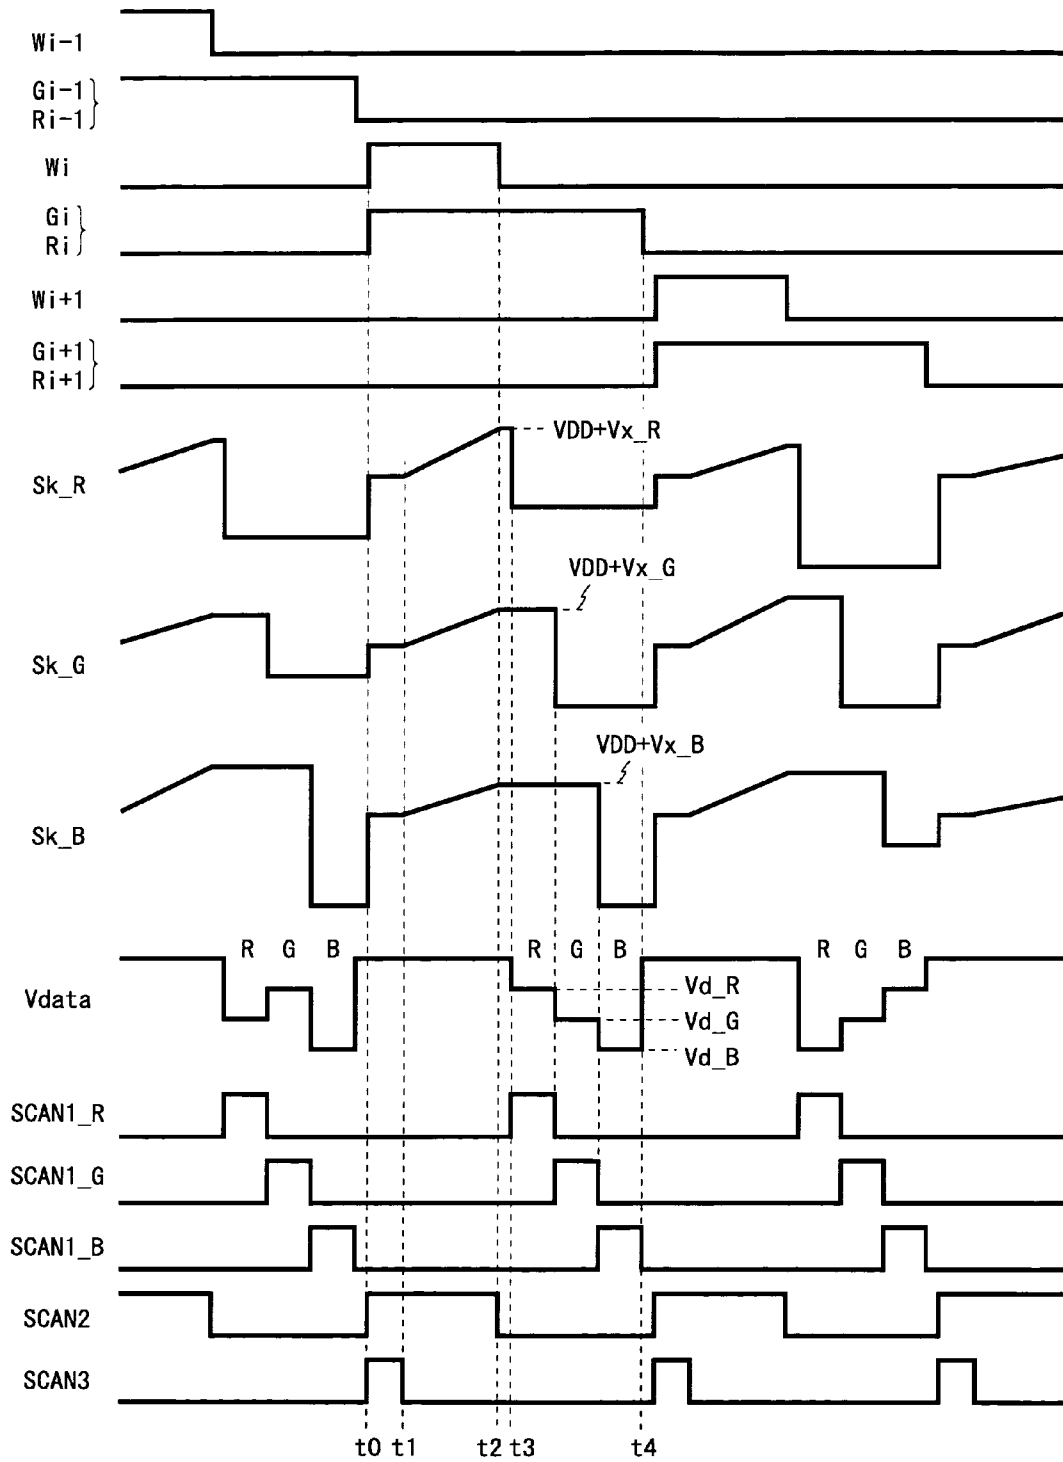 Wi-1
Gi-1
Ri-1
Wi
Gi
Ri
Wi+1
Gi+1
Ri+1
VDD+Vx_R
Sk_R
VDD+Vx_G
Sk_G
VDD+Vx_B
Sk_B
R G B R G B R G B
Vdata
Vd_R
Vd_G
Vd_B
SCAN1_R
SCAN1_G
SCAN1_B
SCAN2
SCAN3
t0 t1 t2 t3 t4